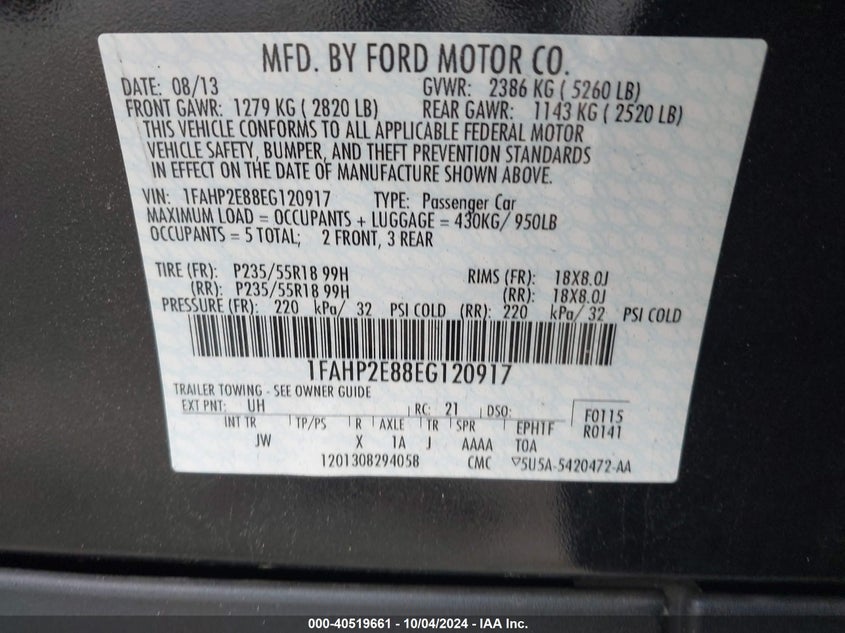 MFD. BY FORD MOTOR CO.
DATE: 08/13 GVWR: 2386 KG ( 5260 LB)
FRONT GAWR: 1279 KG ( 2820 LB) REAR GAWR: 1143 KG ( 2520 LB)
THIS VEHICLE CONFORMS TO ALL APPLICABLE FEDERAL MOTOR
VEHICLE SAFETY, BUMPER, AND THEFT PREVENTION STANDARDS
IN EFFECT ON THE DATE OF MANUFACTURE SHOWN ABOVE.
VIN: 1FAHP2E88EG120917 TYPE: Passenger Car
MAXIMUM LOAD = OCCUPANTS + LUGGAGE = 430KG/ 950LB
OCCUPANTS = 5 TOTAL; 2 FRONT, 3 REAR
TIRE (FR): P235/55R18 99H RIMS (FR): 18X8.0J
(RR): P235/55R18 99H (RR): 18X8.0J
PRESSURE (FR): 220 kPa/ 32 PSI COLD (RR): 220 kPa/ 32 PSI COLD
1FAHP2E88EG120917
TRAILER TOWING - SEE OWNER GUIDE
EXT PNT: UH RC: 21 DSO: F0115
INT TR TP/PS R AXLE TR SPR EPH1F R0141
JW X 1A J AAAA T0A
1201308294058 CMC ▽5U5A-5420472-AA
000-40519661 - 10/04/2024 - IAA Inc.